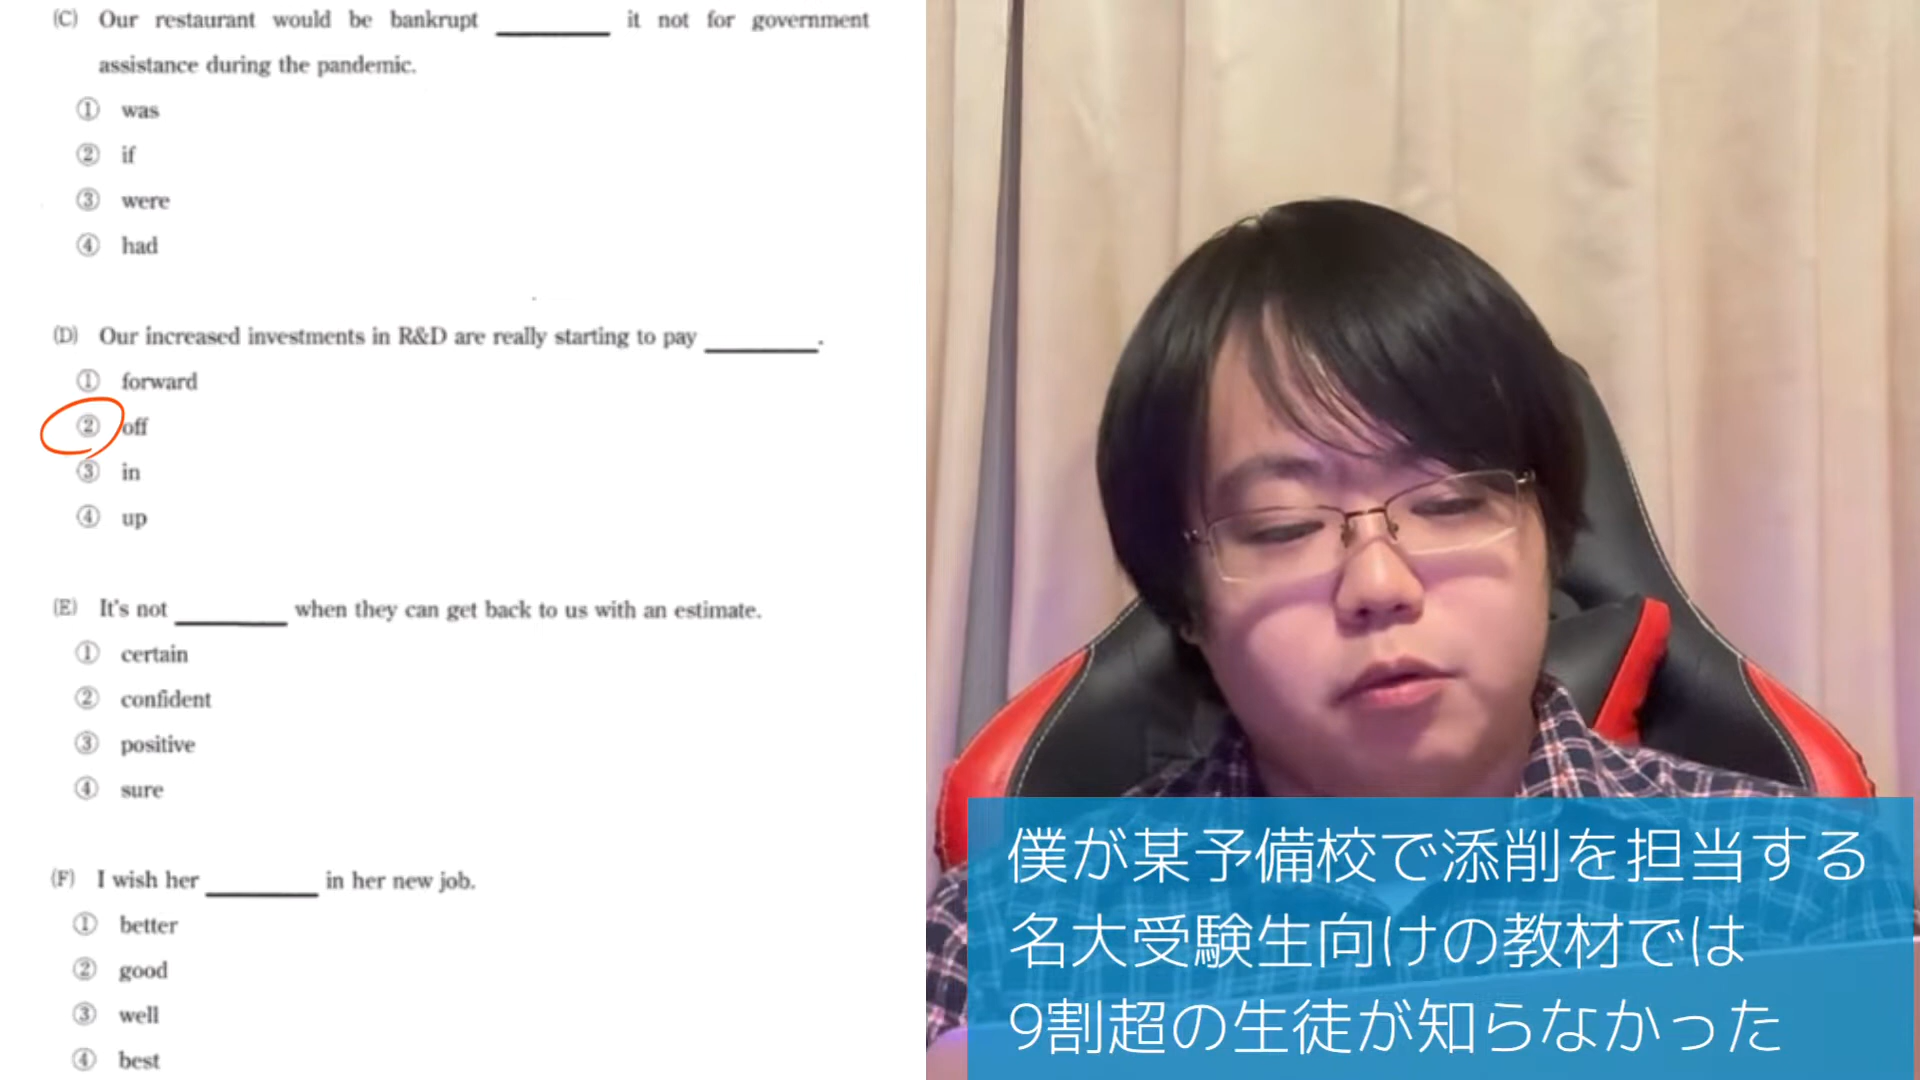 (C) Our restaurant would be bankrupt ______ it not for government
assistance during the pandemic.
① was
② if
③ were
④ had
(D) Our increased investments in R&D are really starting to pay ______.
① forward
② off
③ in
④ up
(E) It's not ______ when they can get back to us with an estimate.
① certain
② confident
③ positive
④ sure
(F) I wish her ______ in her new job.
① better
② good
③ well
④ best
僕が某予備校で添削を担当する
名大受験生向けの教材では
9割超の生徒が知らなかった